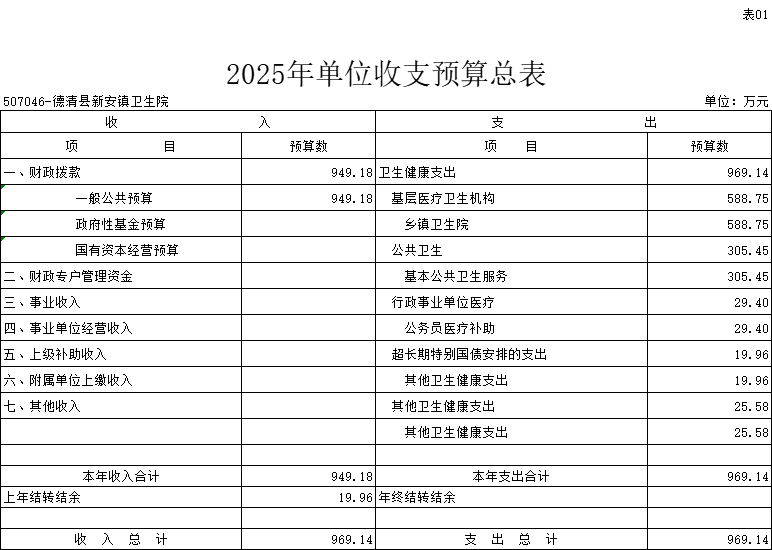 表01
2025年单位收支预算总表
507046-德清县新安镇卫生院 单位：万元
收 入 支 出
项 目 预算数 项 目 预算数
一、财政拨款 949.18 卫生健康支出 969.14
一般公共预算 949.18 基层医疗卫生机构 588.75
政府性基金预算 乡镇卫生院 588.75
国有资本经营预算 公共卫生 305.45
二、财政专户管理资金 基本公共卫生服务 305.45
三、事业收入 行政事业单位医疗 29.40
四、事业单位经营收入 公务员医疗补助 29.40
五、上级补助收入 超长期特别国债安排的支出 19.96
六、附属单位上缴收入 其他卫生健康支出 19.96
七、其他收入 其他卫生健康支出 25.58
其他卫生健康支出 25.58
本年收入合计 949.18 本年支出合计 969.14
上年结转结余 19.96 年终结转结余
收 入 总 计 969.14 支 出 总 计 969.14